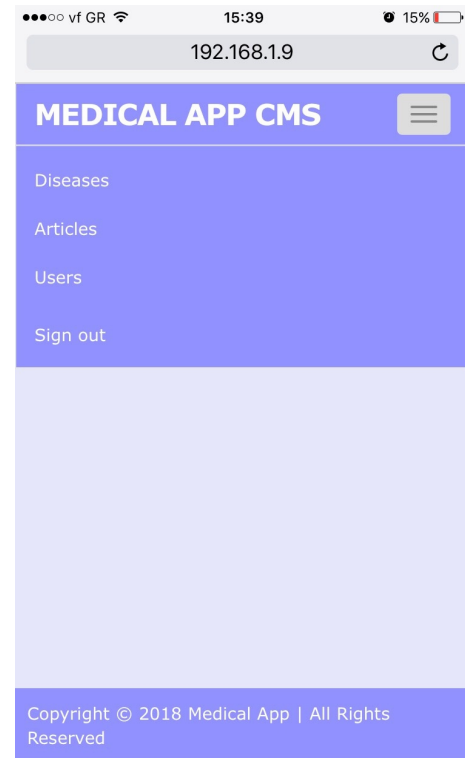 vf GR 15:39 15%
192.168.1.9
MEDICAL APP CMS
Diseases
Articles
Users
Sign out
Copyright © 2018 Medical App | All Rights
Reserved